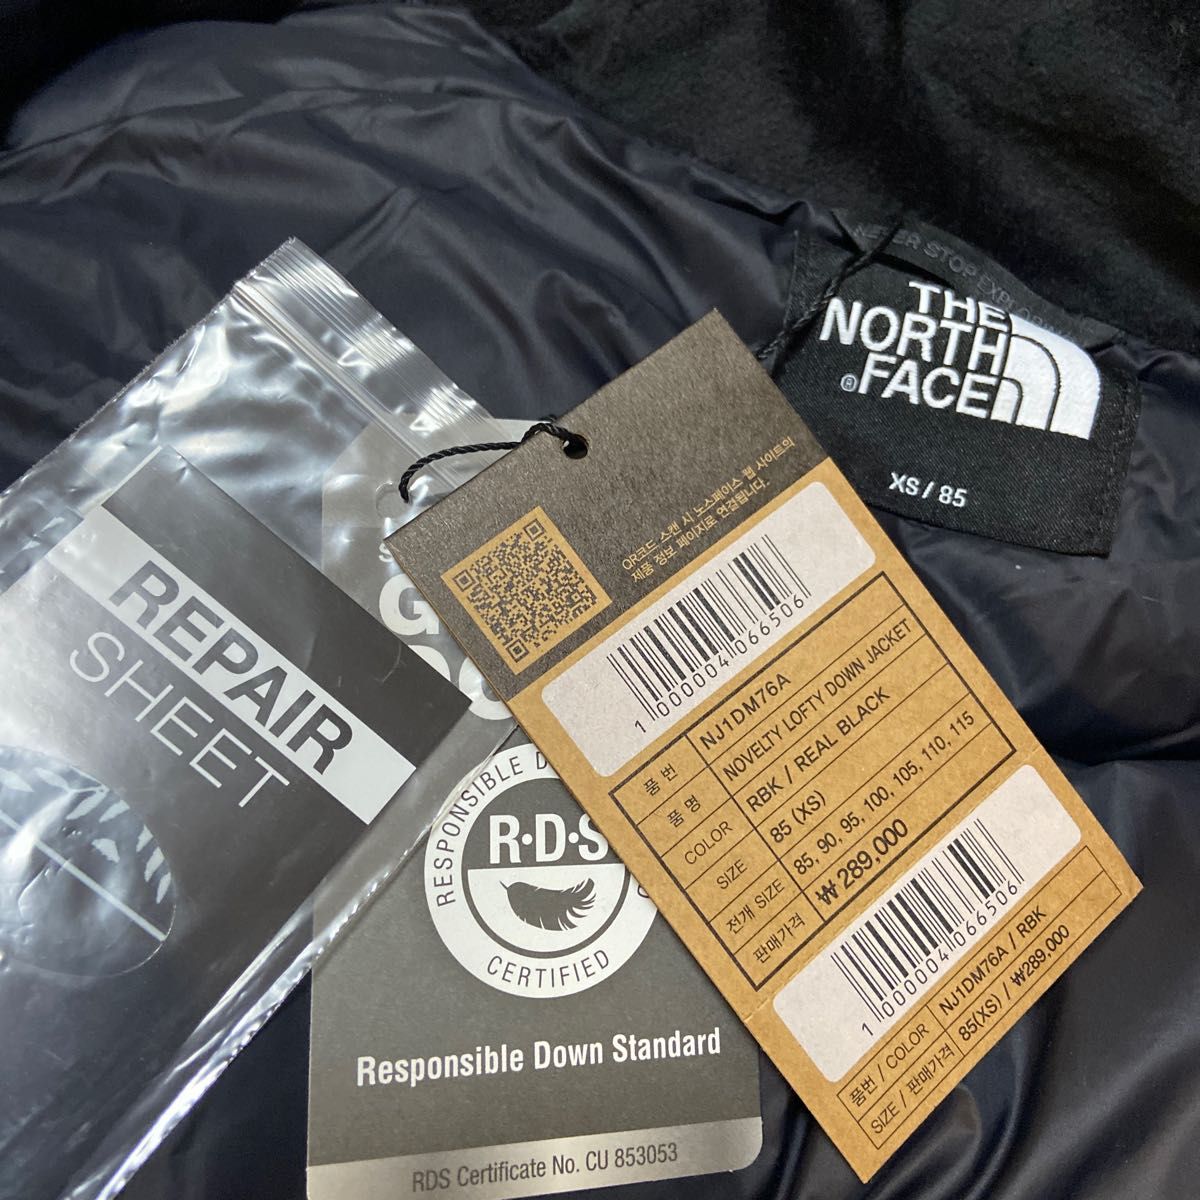 NEVER STOP EXPLORING
THE
NORTH
FACE
®
XS / 85
REPAIR
SHEET
QR코드 스캔 시 노스페이스 웹 사이트의
제품 정보 페이지로 연결됩니다.
1 000004 066506
품 번 NJ1DM76A
품 명 NOVELTY LOFTY DOWN JACKET
COLOR RBK / REAL BLACK
SIZE 85 (XS)
전개 SIZE 85, 90, 95, 100, 105, 110, 115
판매가격 ₩289,000
1 000004 066506
품번 / COLOR NJ1DM76A / RBK
SIZE / 판매가격 85(XS) / ₩289,000
RESPONSIBLE D
R·D·S
CERTIFIED
Responsible Down Standard
RDS Certificate No. CU 853053